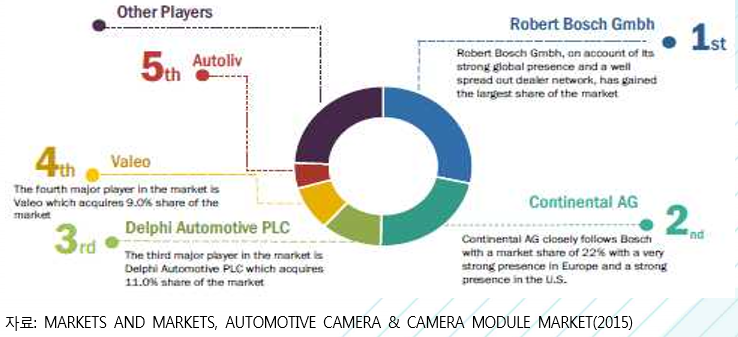 Other Players
5th Autoliv
4th Valeo
The fourth major player in the market is
Valeo which acquires 9.0% share of the
market
3rd Delphi Automotive PLC
The third major player in the market is
Delphi Automotive PLC which acquires
11.0% share of the market
Robert Bosch Gmbh 1st
Robert Bosch Gmbh, on account of its
strong global presence and a well
spread out dealer network, has gained
the largest share of the market
Continental AG 2nd
Continental AG closely follows Bosch
with a market share of 22% with a very
strong presence in Europe and a strong
presence in the U.S.
자료: MARKETS AND MARKETS, AUTOMOTIVE CAMERA & CAMERA MODULE MARKET(2015)